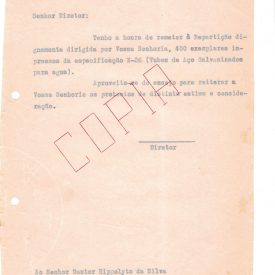 Senhor Diretor:
Tenho a honra de remeter à Repartição di-
gnamente dirigida por Vossa Senhoria, 400 exemplares im-
pressos da especificação X-26 (Tubos de Aço Galvanizados
para agua).
Aproveito-me do ensejo para reiterar a
Vossa Senhoria os protestos de distinta estima e conside-
ração.
COPIA
Diretor
Ao Senhor Doutor Hippolyto da Silva